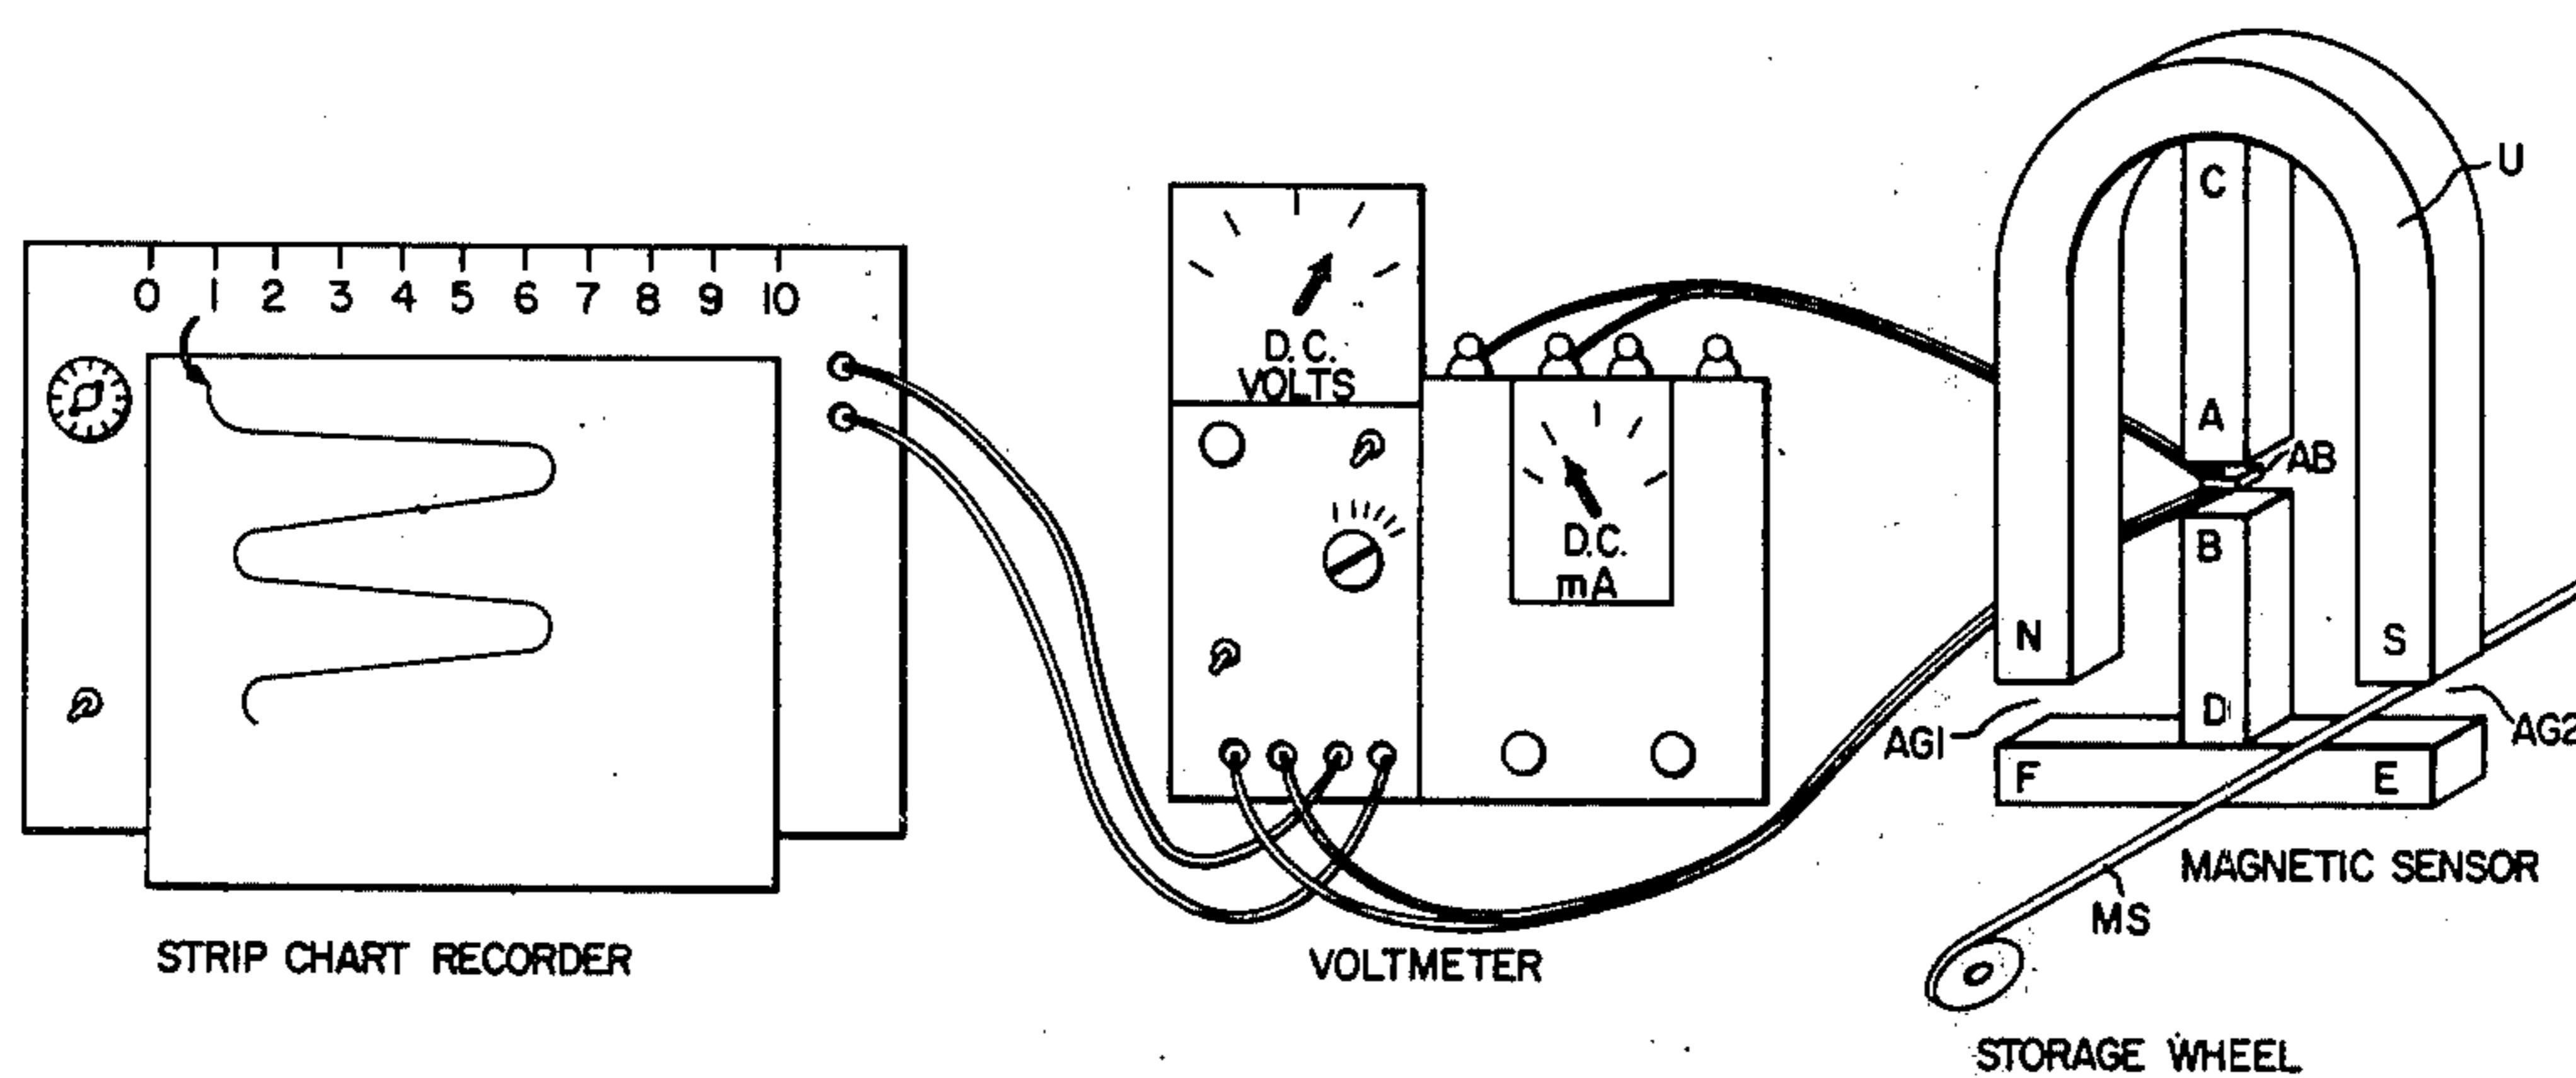 0 1 2 3 4 5 6 7 8 9 10
STRIP CHART RECORDER
D.C.
VOLTS
D.C.
mA
VOLTMETER
U
C
A
AB
B
N
S
D
AG1
AG2
F
E
MAGNETIC SENSOR
MS
STORAGE WHEEL